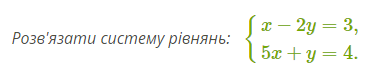 Розв'язати систему рівнянь: { x − 2y = 3,
5x + y = 4.